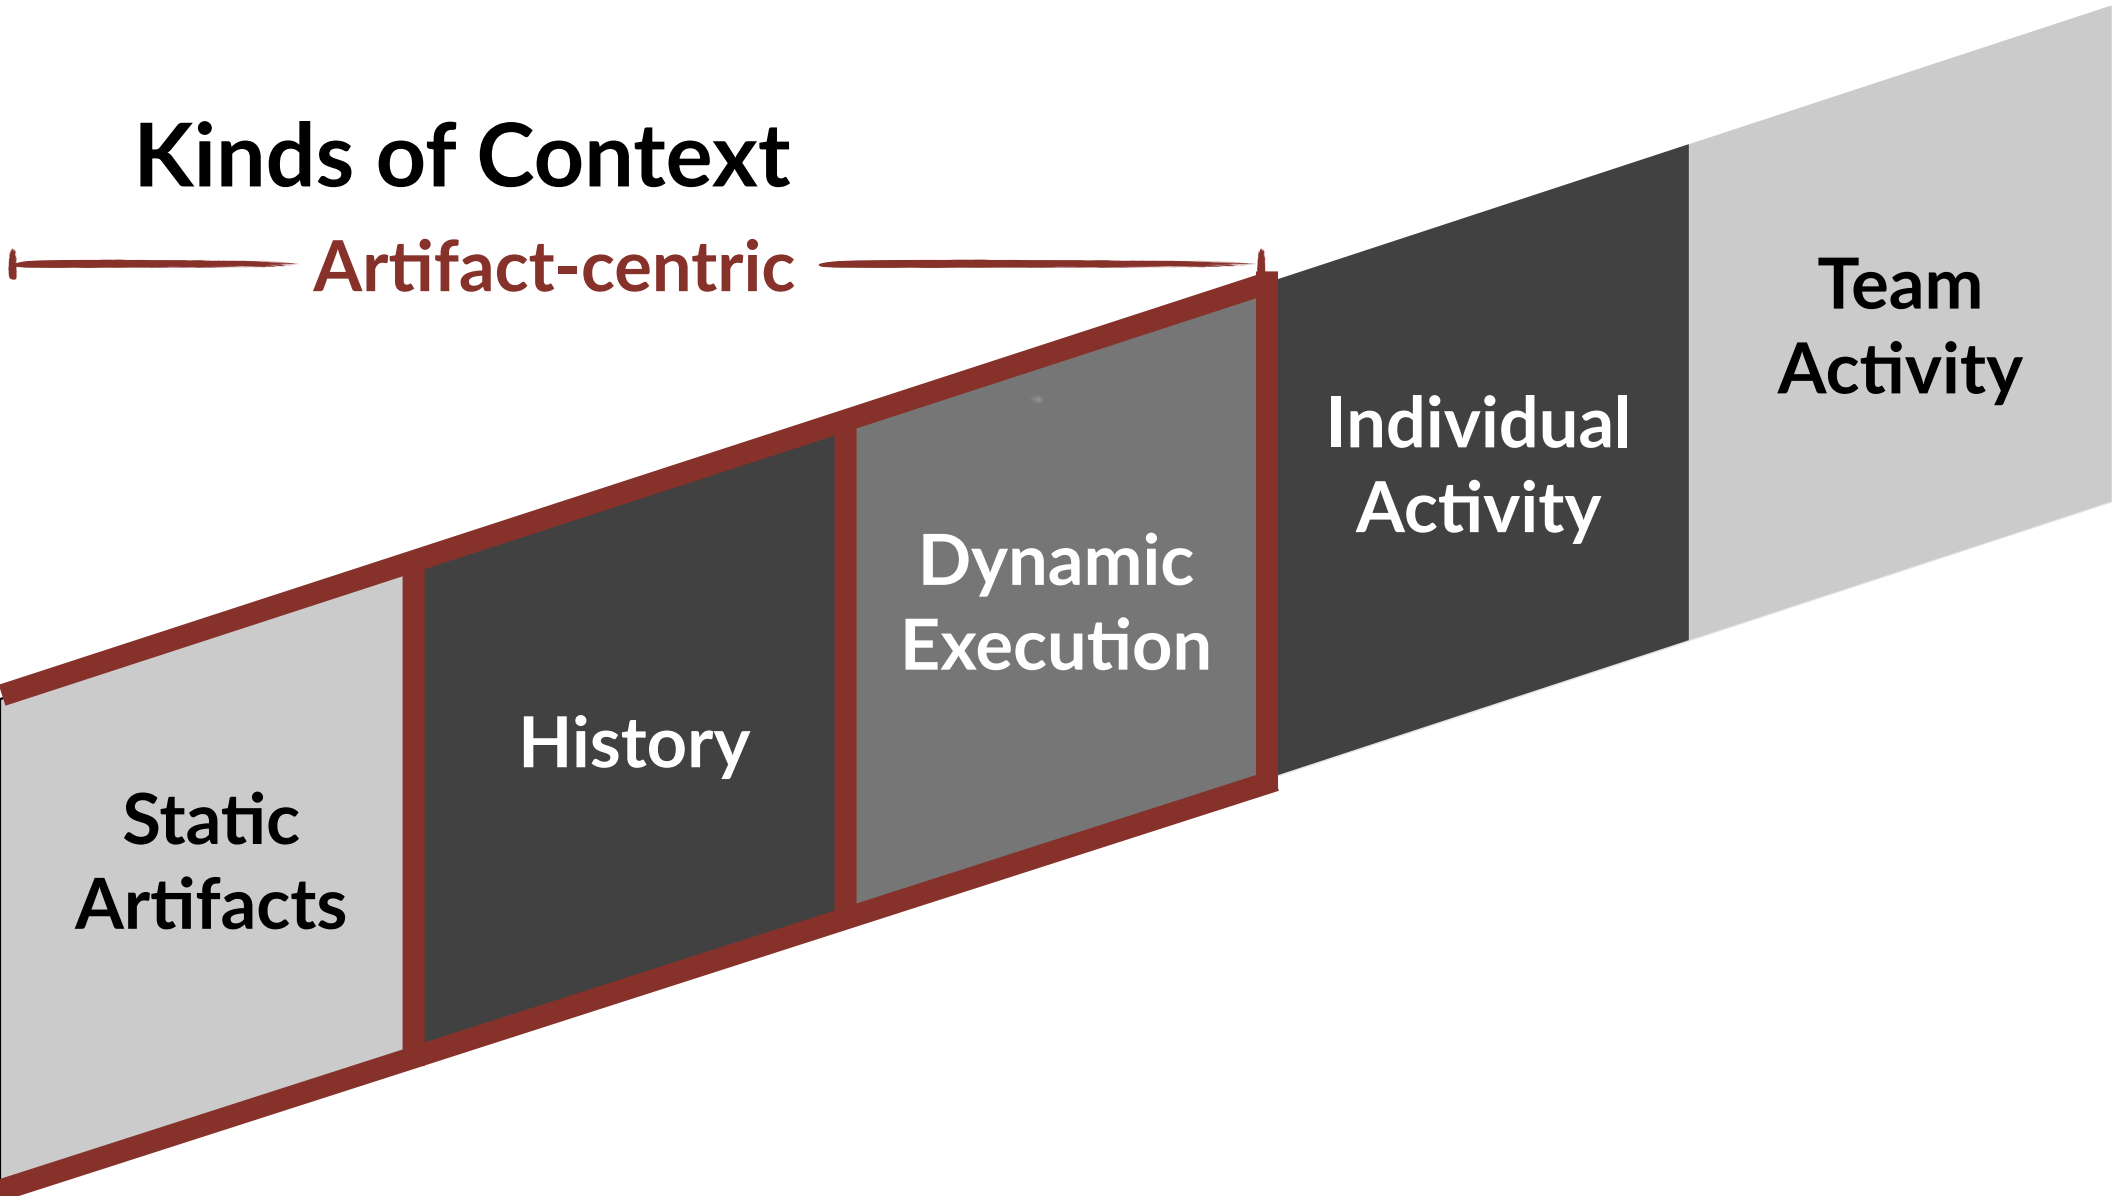 Kinds of Context
Artifact-centric
Static
Artifacts
History
Dynamic
Execution
Individual
Activity
Team
Activity